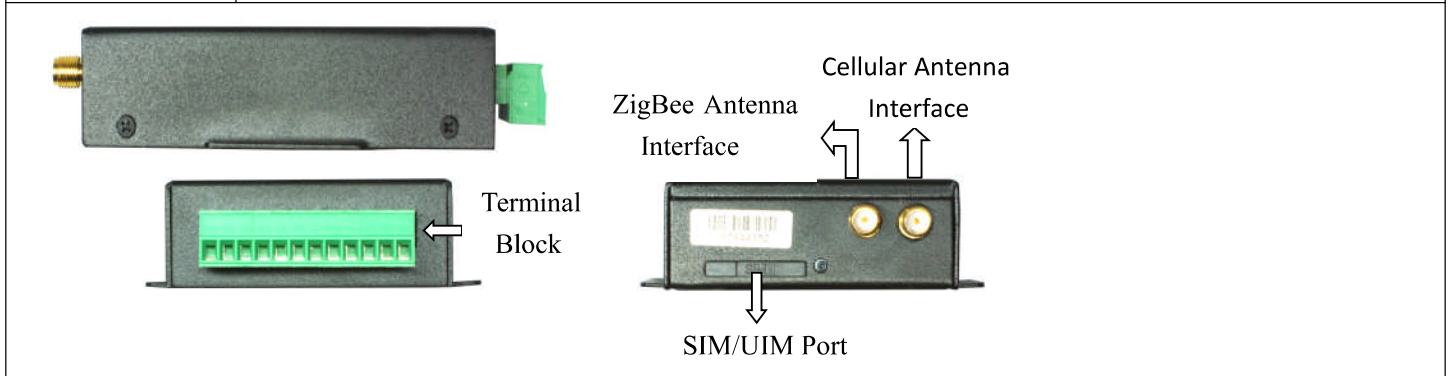 ZigBee Antenna
Interface
Cellular Antenna
Interface
Terminal
Block
SIM/UIM Port